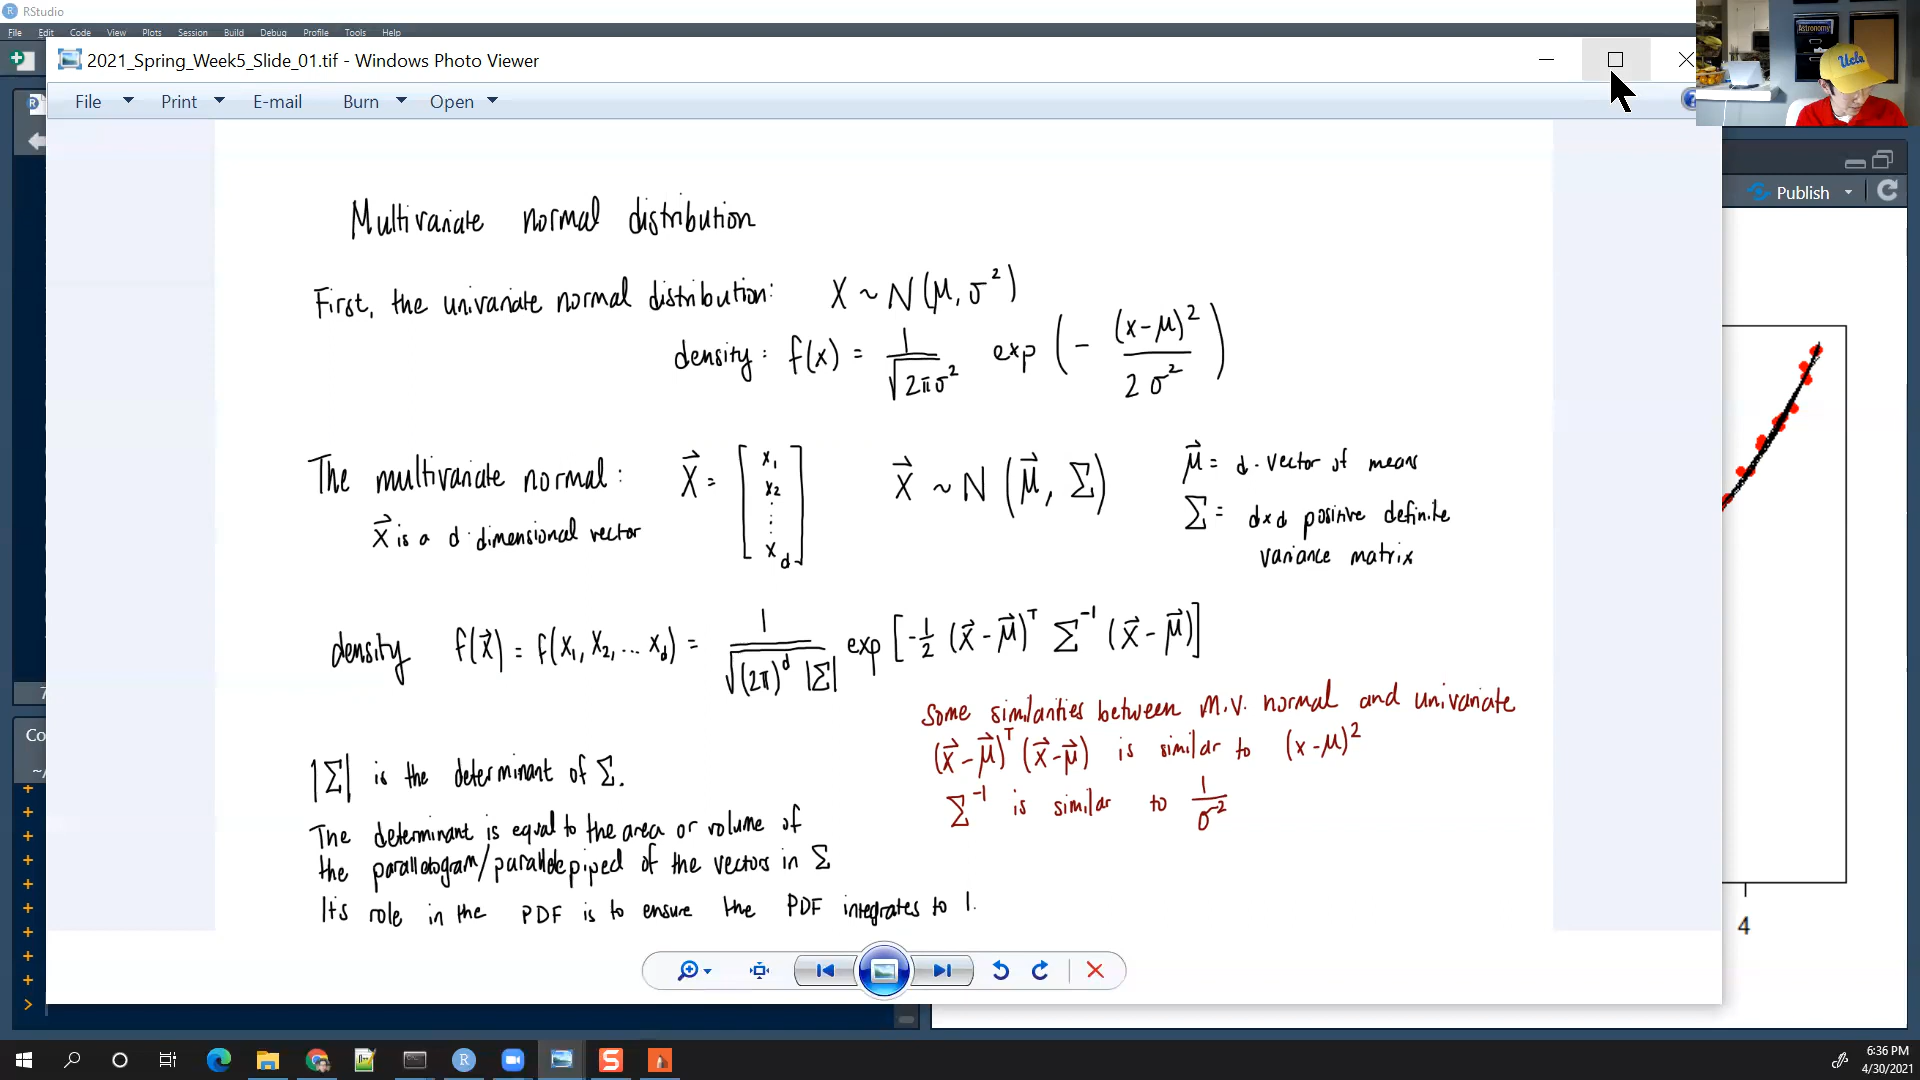 RStudio
File Edit Code View Plots Session Build Debug Profile Tools Help
2021_Spring_Week5_Slide_01.tif - Windows Photo Viewer
File Print E-mail Burn Open
Astronomy
Ucla
Publish
Multivariate normal distribution
First, the univariate normal distribution: X ~ N(μ, σ²)
density: f(x) = 1/√(2πσ²) exp(- (x-μ)²/(2σ²))
The multivariate normal: X⃗ = [x₁ x₂ ⋮ x_d] X⃗ ~ N(μ⃗, Σ) μ⃗ = d-vector of means
X⃗ is a d-dimensional vector Σ = d×d positive definite
variance matrix
density f(x⃗) = f(x₁, x₂, ... x_d) = 1/√((2π)^d |Σ|) exp[-½ (x⃗-μ⃗)ᵀ Σ⁻¹ (x⃗-μ⃗)]
Some similarities between M.V. normal and univariate
(x⃗-μ⃗)ᵀ(x⃗-μ⃗) is similar to (x-μ)²
Σ⁻¹ is similar to 1/σ²
|Σ| is the determinant of Σ.
The determinant is equal to the area or volume of
the parallelogram/parallelepiped of the vectors in Σ
Its role in the PDF is to ensure the PDF integrates to 1.
Co
4
6:36 PM
4/30/2021